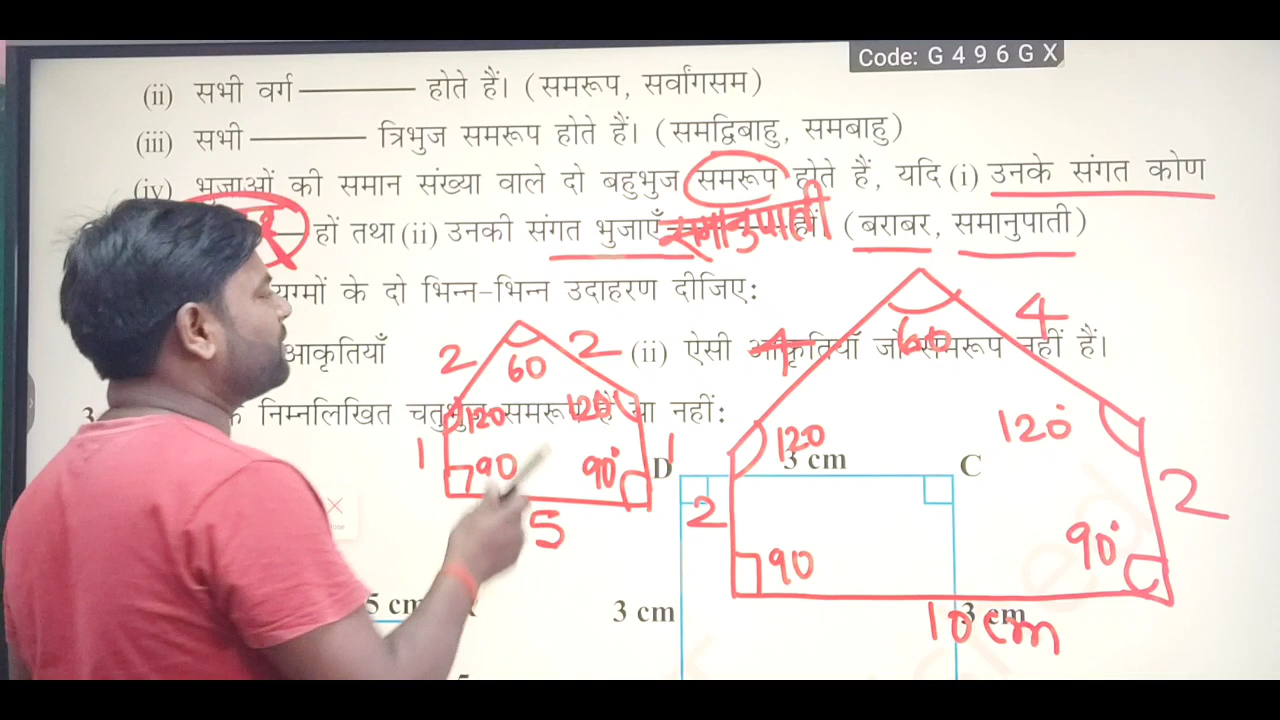 Code: G 4 9 6 G X
(ii) सभी वर्ग ——— होते हैं। (समरूप, सर्वांगसम)
(iii) सभी ——— त्रिभुज समरूप होते हैं। (समद्विबाहु, समबाहु)
(iv) भुजाओं की समान संख्या वाले दो बहुभुज समरूप होते हैं, यदि (i) उनके संगत कोण
हों तथा (ii) उनकी संगत भुजाएँ समानुपाती हों। (बराबर, समानुपाती)
युग्मों के दो भिन्न-भिन्न उदाहरण दीजिए:
आकृतियाँ (ii) ऐसी आकृतियाँ जो समरूप नहीं हैं।
3 निम्नलिखित चतुर्भुज समरूप हैं या नहीं:
2 60 2
120 120°
1 90 90° 1
5
4 60 4
120 120°
2 90 90° 2
10 cm
D 3 cm C
3 cm 3 cm
5 cm